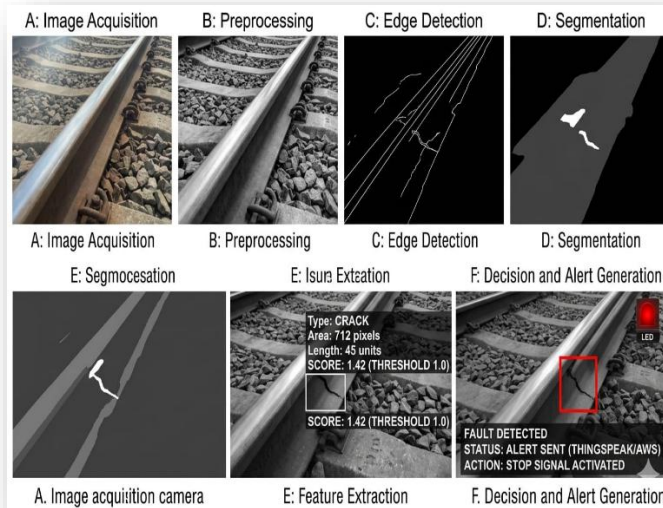 A: Image Acquisition
B: Preprocessing
C: Edge Detection
D: Segmentation
A: Image Acquisition
B: Preprocessing
C: Edge Detection
D: Segmentation
E: Segmocesation
E: Isun Extzation
F: Decision and Alert Generation
Type: CRACK
Area: 712 pixels
Length: 45 units
SCORE: 1.42 (THRESHOLD 1.0)
SCORE: 1.42 (THRESHOLD 1.0)
LED
FAULT DETECTED
STATUS: ALERT SENT (THINGSPEAK/AWS)
ACTION: STOP SIGNAL ACTIVATED
A. Image acquition camera
E: Feature Extraction
F. Decision and Alert Generation